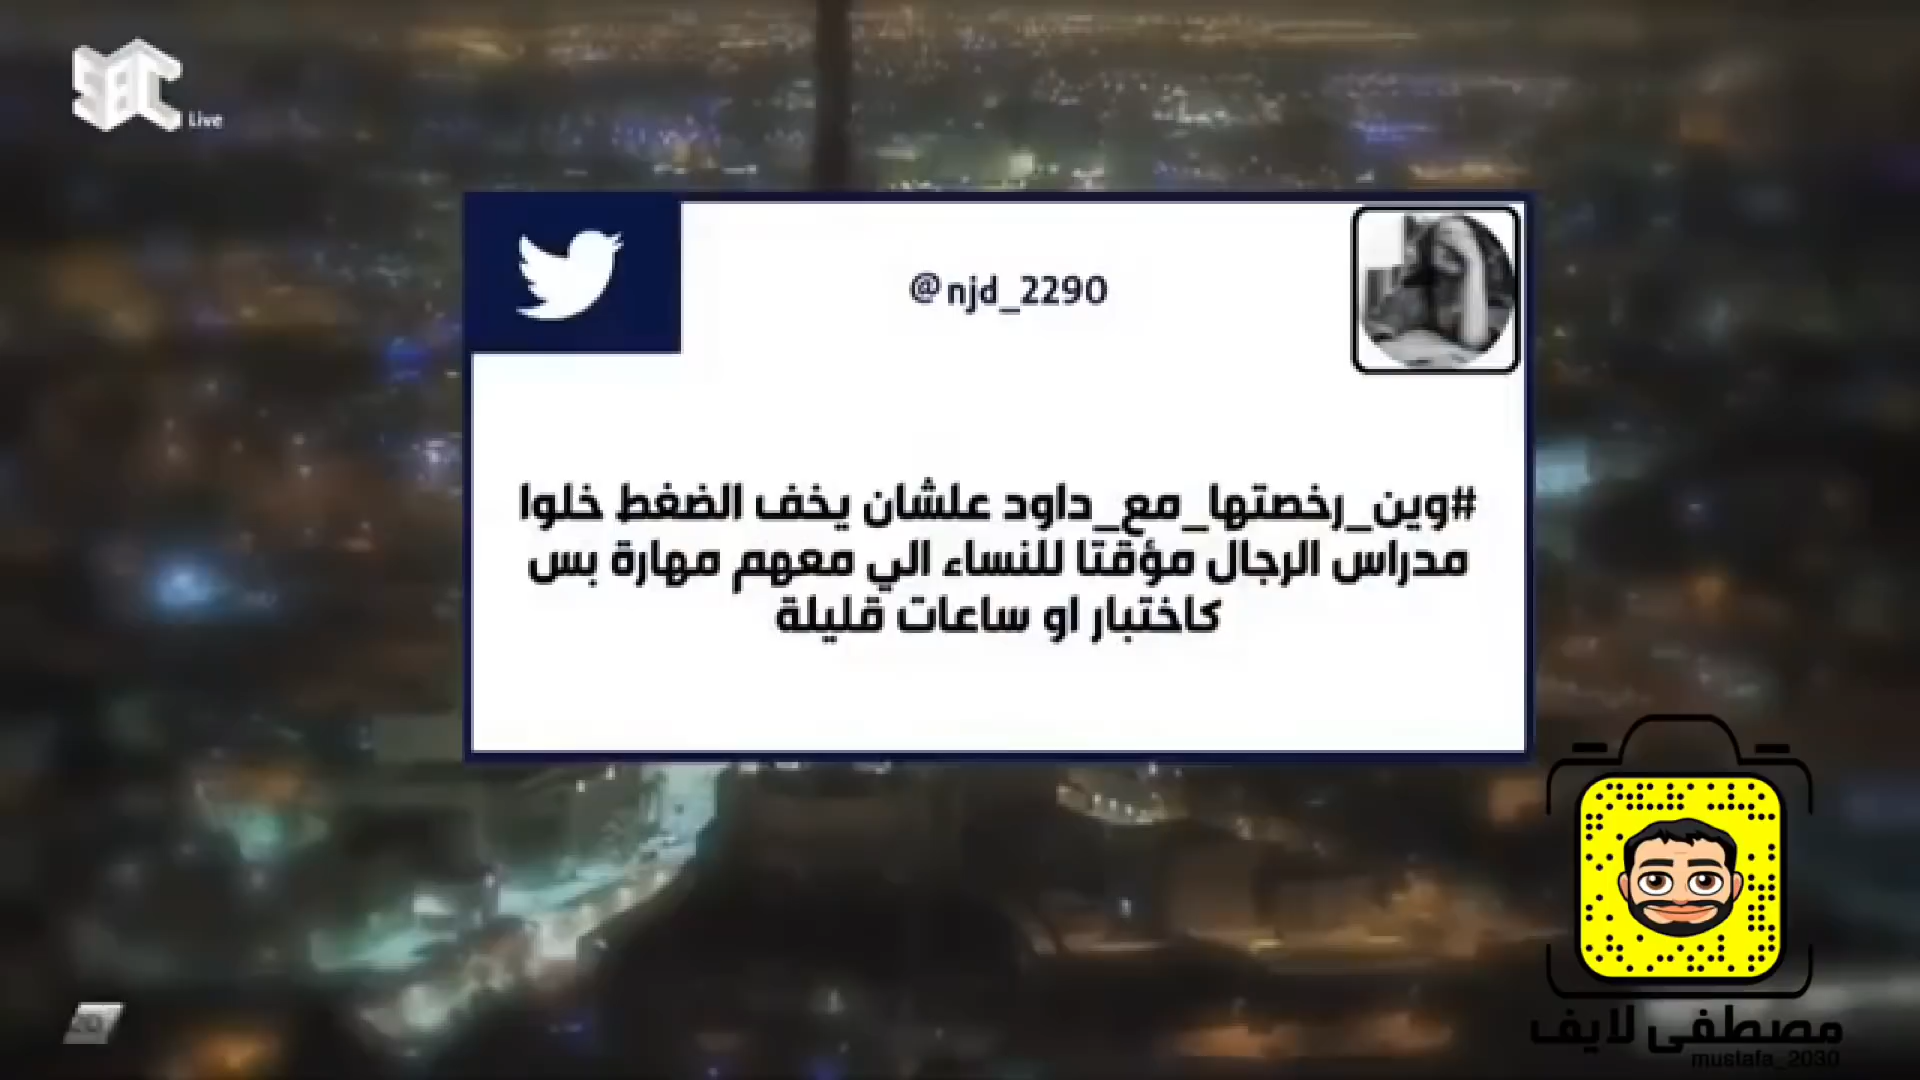 SBC
Live
@njd_2290
#وين_رخصتها_مع_داود علشان يخف الضغط خلوا
مدراس الرجال مؤقتا للنساء الي معهم مهارة بس
كاختبار او ساعات قليلة
مصطفى لايف
mustafa_2030